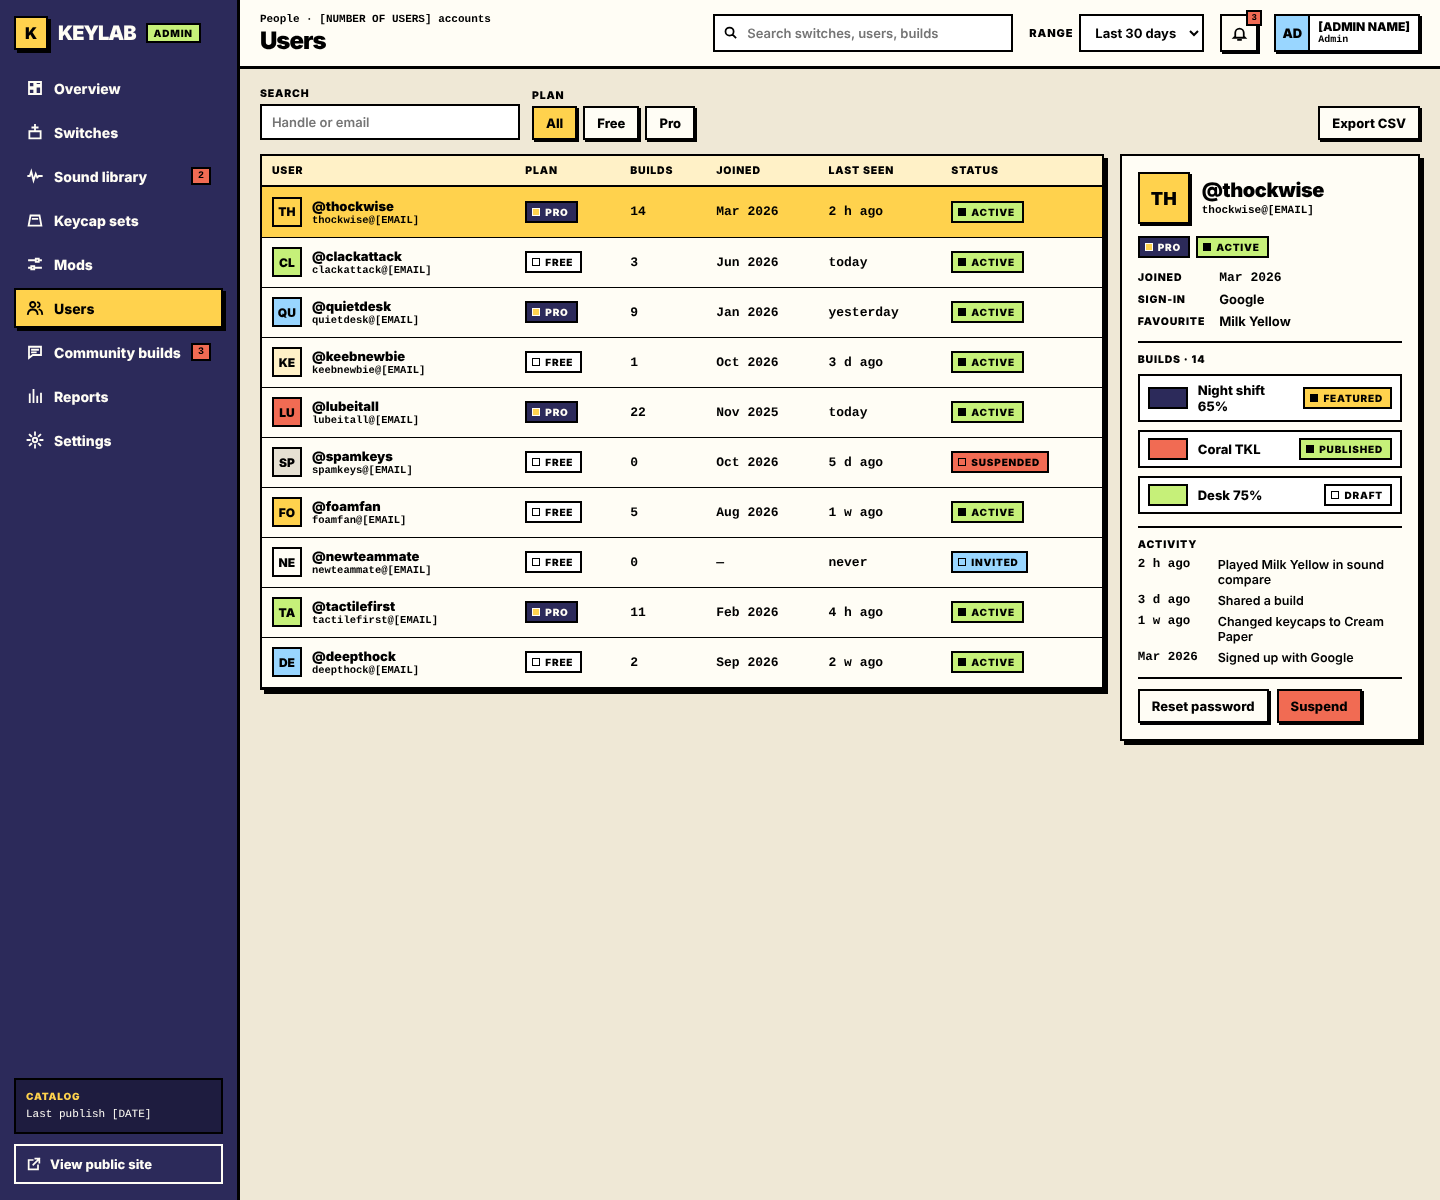 K KEYLAB ADMIN
Overview
Switches
Sound library 2
Keycap sets
Mods
Users
Community builds 3
Reports
Settings
CATALOG
Last publish [DATE]
View public site
People · [NUMBER OF USERS] accounts
Users
Search switches, users, builds
RANGE Last 30 days
3
AD [ADMIN NAME]
Admin
SEARCH
Handle or email
PLAN
All Free Pro
Export CSV
USER PLAN BUILDS JOINED LAST SEEN STATUS
TH @thockwise PRO 14 Mar 2026 2 h ago ACTIVE
thockwise@[EMAIL]
CL @clackattack FREE 3 Jun 2026 today ACTIVE
clackattack@[EMAIL]
QU @quietdesk PRO 9 Jan 2026 yesterday ACTIVE
quietdesk@[EMAIL]
KE @keebnewbie FREE 1 Oct 2026 3 d ago ACTIVE
keebnewbie@[EMAIL]
LU @lubeitall PRO 22 Nov 2025 today ACTIVE
lubeitall@[EMAIL]
SP @spamkeys FREE 0 Oct 2026 5 d ago SUSPENDED
spamkeys@[EMAIL]
FO @foamfan FREE 5 Aug 2026 1 w ago ACTIVE
foamfan@[EMAIL]
NE @newteammate FREE 0 — never INVITED
newteammate@[EMAIL]
TA @tactilefirst PRO 11 Feb 2026 4 h ago ACTIVE
tactilefirst@[EMAIL]
DE @deepthock FREE 2 Sep 2026 2 w ago ACTIVE
deepthock@[EMAIL]
TH @thockwise
thockwise@[EMAIL]
PRO ACTIVE
JOINED Mar 2026
SIGN-IN Google
FAVOURITE Milk Yellow
BUILDS · 14
Night shift
65%
FEATURED
Coral TKL PUBLISHED
Desk 75% DRAFT
ACTIVITY
2 h ago Played Milk Yellow in sound
compare
3 d ago Shared a build
1 w ago Changed keycaps to Cream
Paper
Mar 2026 Signed up with Google
Reset password Suspend